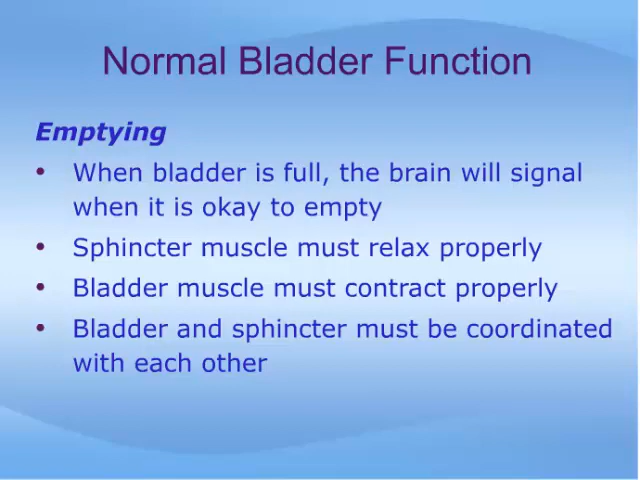 Normal Bladder Function
Emptying
• When bladder is full, the brain will signal
when it is okay to empty
• Sphincter muscle must relax properly
• Bladder muscle must contract properly
• Bladder and sphincter must be coordinated
with each other